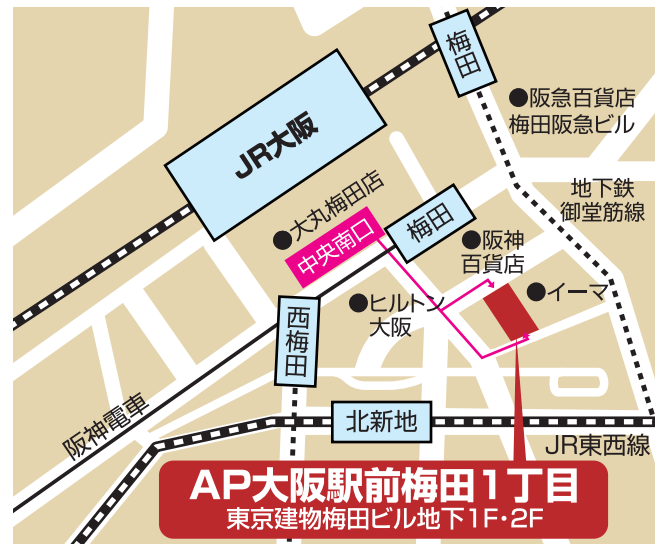 梅田
●阪急百貨店
梅田阪急ビル
JR大阪
地下鉄
御堂筋線
●大丸梅田店
中央南口
梅田
●阪神
百貨店
●イーマ
●ヒルトン
大阪
西梅田
阪神電車
北新地
JR東西線
AP大阪駅前梅田1丁目
東京建物梅田ビル地下1F・2F